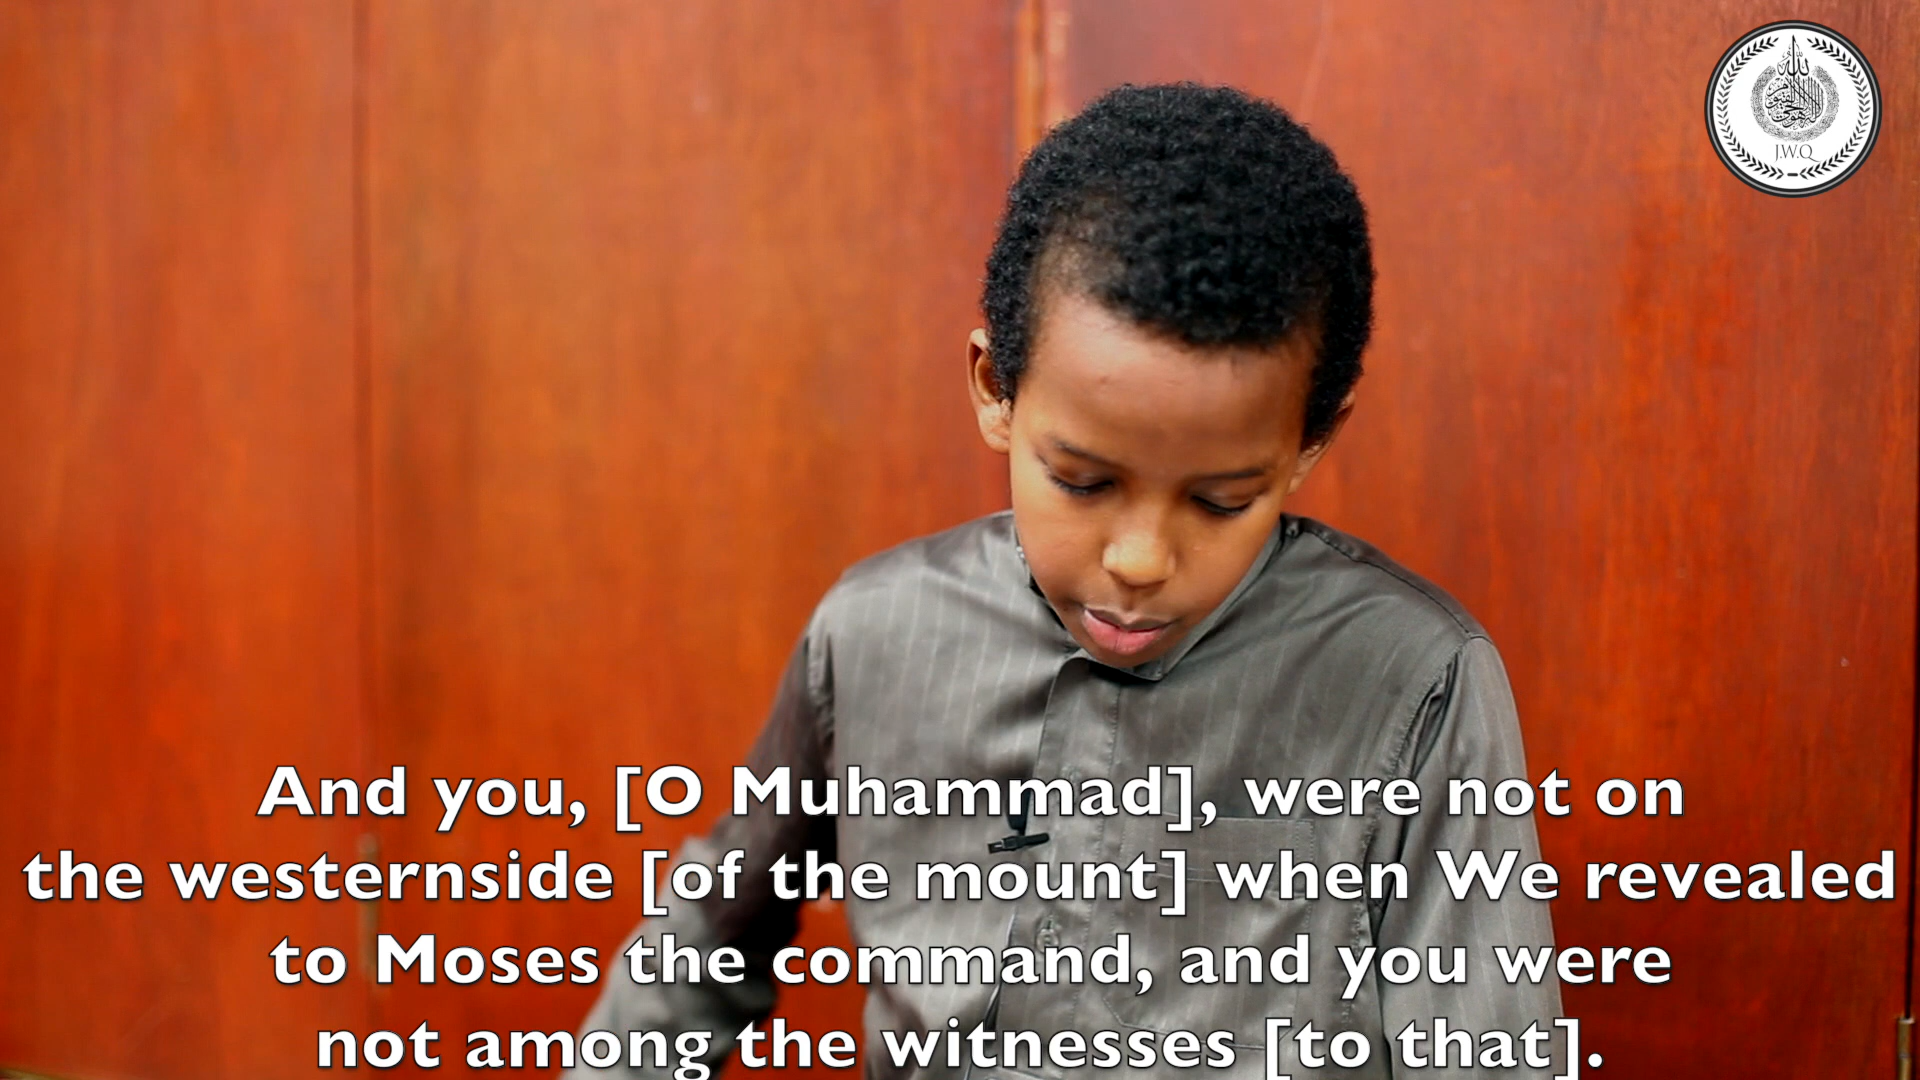 J.W.Q
And you, [O Muhammad], were not on
the westernside [of the mount] when We revealed
to Moses the command, and you were
not among the witnesses [to that].